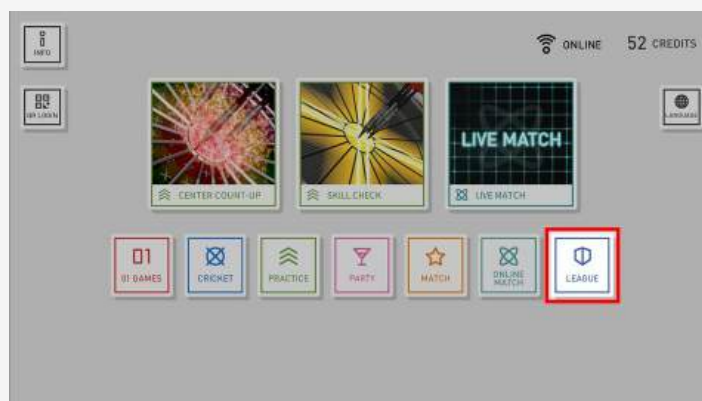 INFO
ONLINE
52 CREDITS
QR LOGIN
LANGUAGE
LIVE MATCH
CENTER COUNT-UP
SKILL CHECK
LIVE MATCH
01
01 GAMES
CRICKET
PRACTICE
PARTY
MATCH
ONLINE
MATCH
LEAGUE